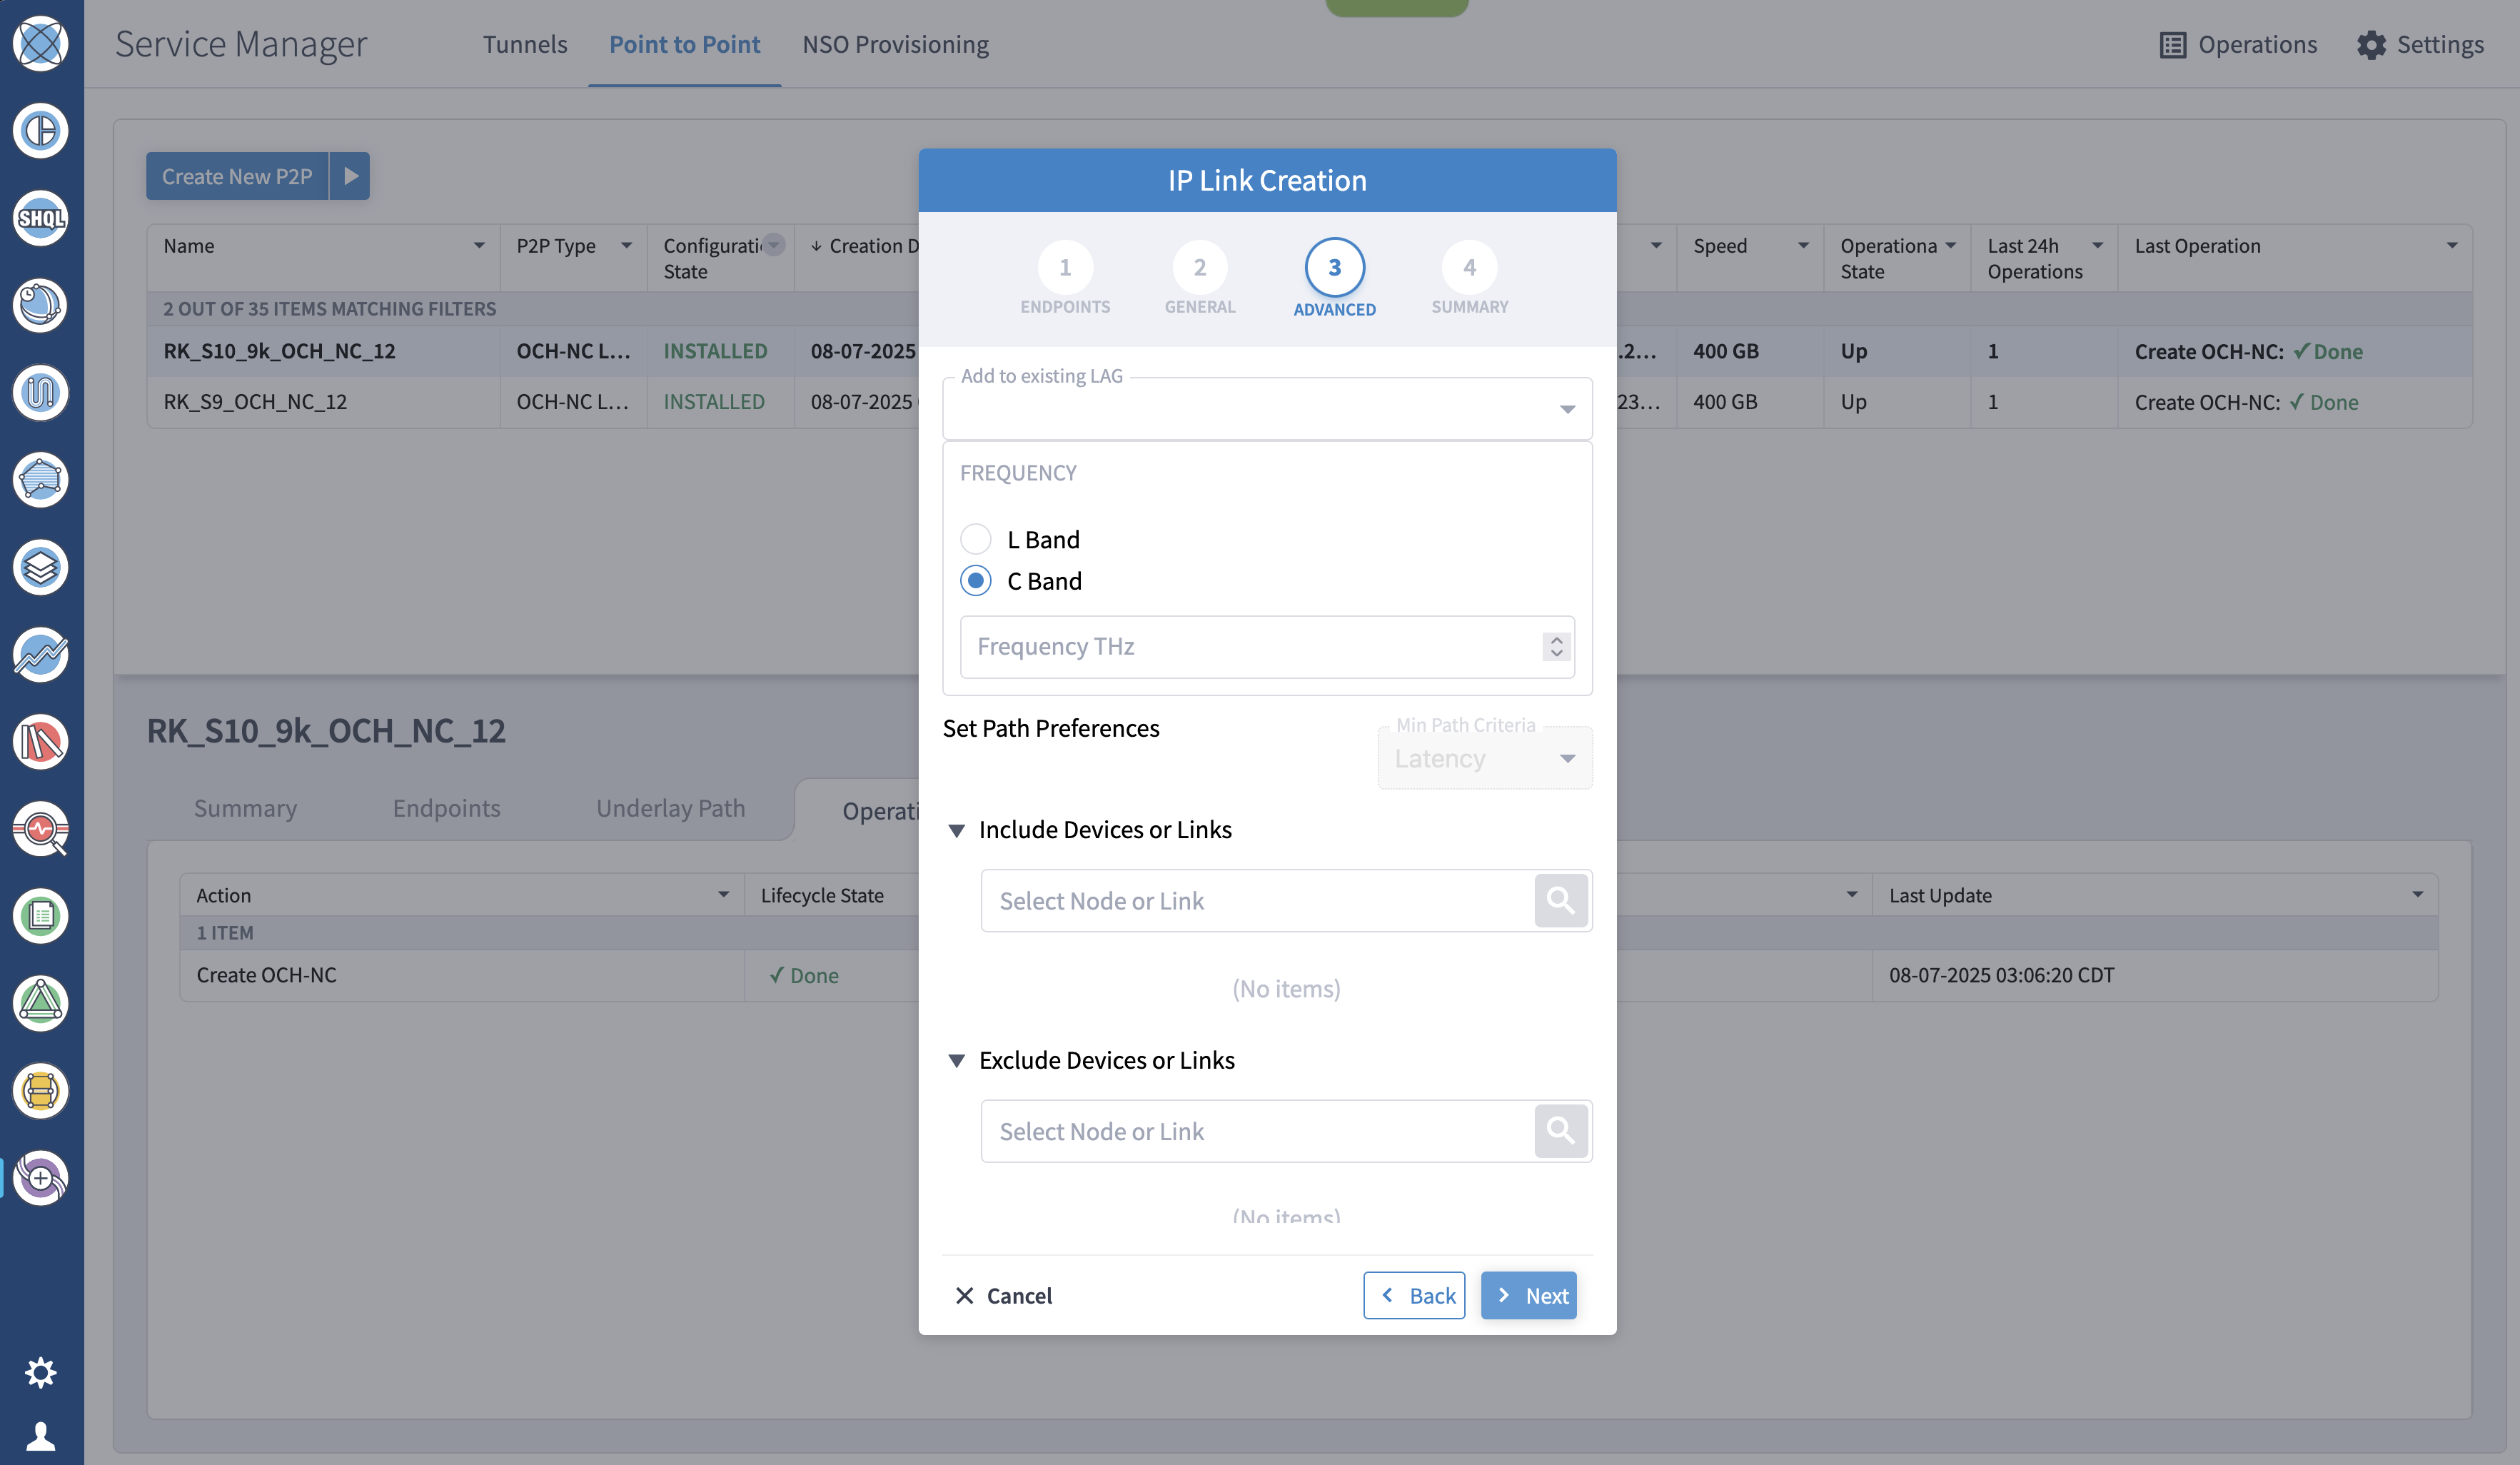 Service Manager
Tunnels
Point to Point
NSO Provisioning
Operations
Settings
SHQL
Create New P2P
Name
P2P Type
Configurati
State
Creation D
Speed
Operationa
State
Last 24h
Operations
Last Operation
2 OUT OF 35 ITEMS MATCHING FILTERS
RK_S10_9k_OCH_NC_12
OCH-NC L...
INSTALLED
08-07-2025
.2...
400 GB
Up
1
Create OCH-NC: ✓Done
RK_S9_OCH_NC_12
OCH-NC L...
INSTALLED
08-07-2025
23...
400 GB
Up
1
Create OCH-NC: ✓ Done
RK_S10_9k_OCH_NC_12
Summary
Endpoints
Underlay Path
Operati
Action
Lifecycle State
Last Update
1 ITEM
Create OCH-NC
✓ Done
08-07-2025 03:06:20 CDT
IP Link Creation
1
ENDPOINTS
2
GENERAL
3
ADVANCED
4
SUMMARY
Add to existing LAG
FREQUENCY
L Band
C Band
Frequency THz
Set Path Preferences
Min Path Criteria
Latency
Include Devices or Links
Select Node or Link
(No items)
Exclude Devices or Links
Select Node or Link
(No items)
Cancel
Back
Next